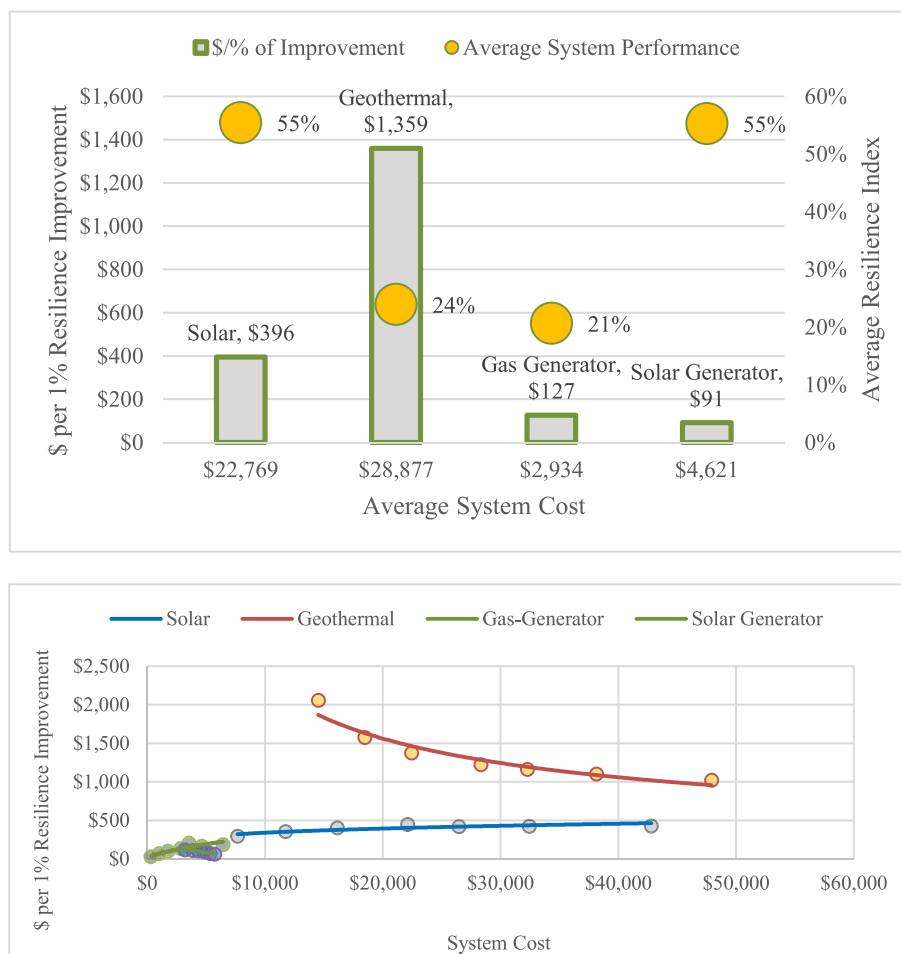 $/% of Improvement
Average System Performance
$ per 1% Resilience Improvement
$1,600
$1,400
$1,200
$1,000
$800
$600
$400
$200
$0
Geothermal,
$1,359
55%
55%
24%
21%
Solar, $396
Gas Generator,
$127
Solar Generator,
$91
60%
50%
40%
30%
20%
10%
0%
Average Resilience Index
$22,769
$28,877
$2,934
$4,621
Average System Cost
Solar
Geothermal
Gas-Generator
Solar Generator
$ per 1% Resilience Improvement
$2,500
$2,000
$1,500
$1,000
$500
$0
$0
$10,000
$20,000
$30,000
$40,000
$50,000
$60,000
System Cost